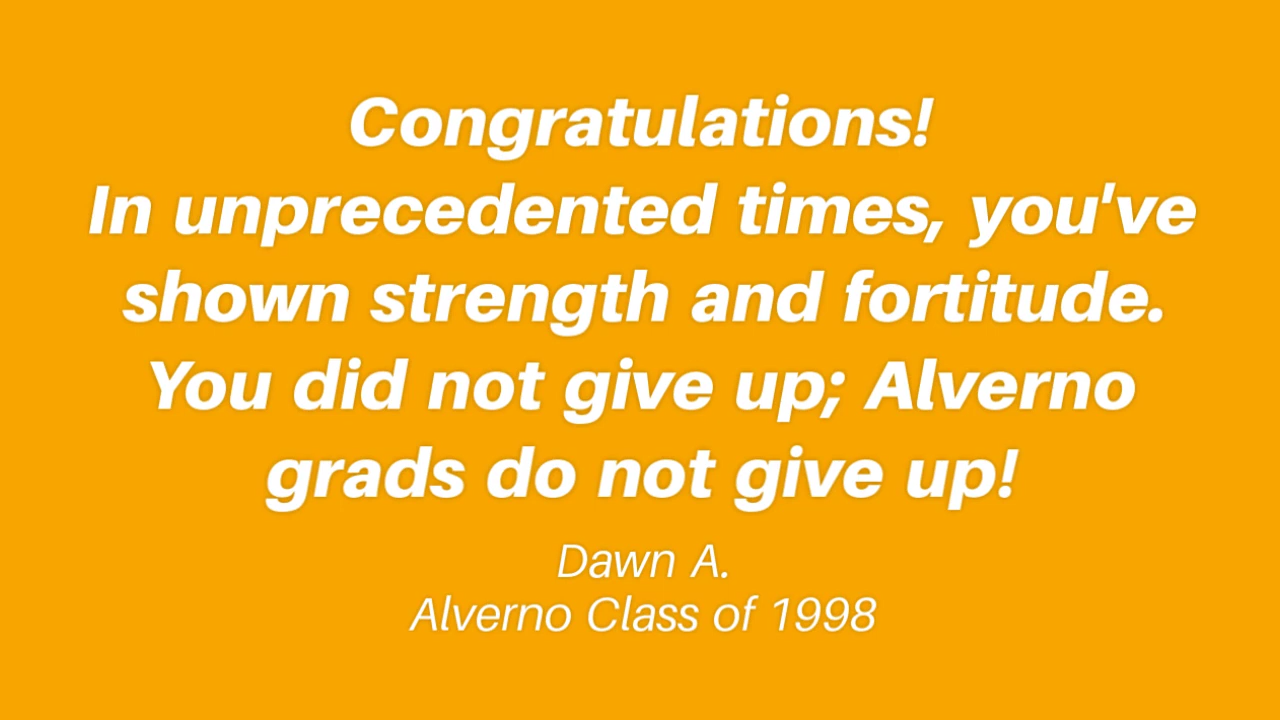 Congratulations!
In unprecedented times, you've
shown strength and fortitude.
You did not give up; Alverno
grads do not give up!
Dawn A.
Alverno Class of 1998